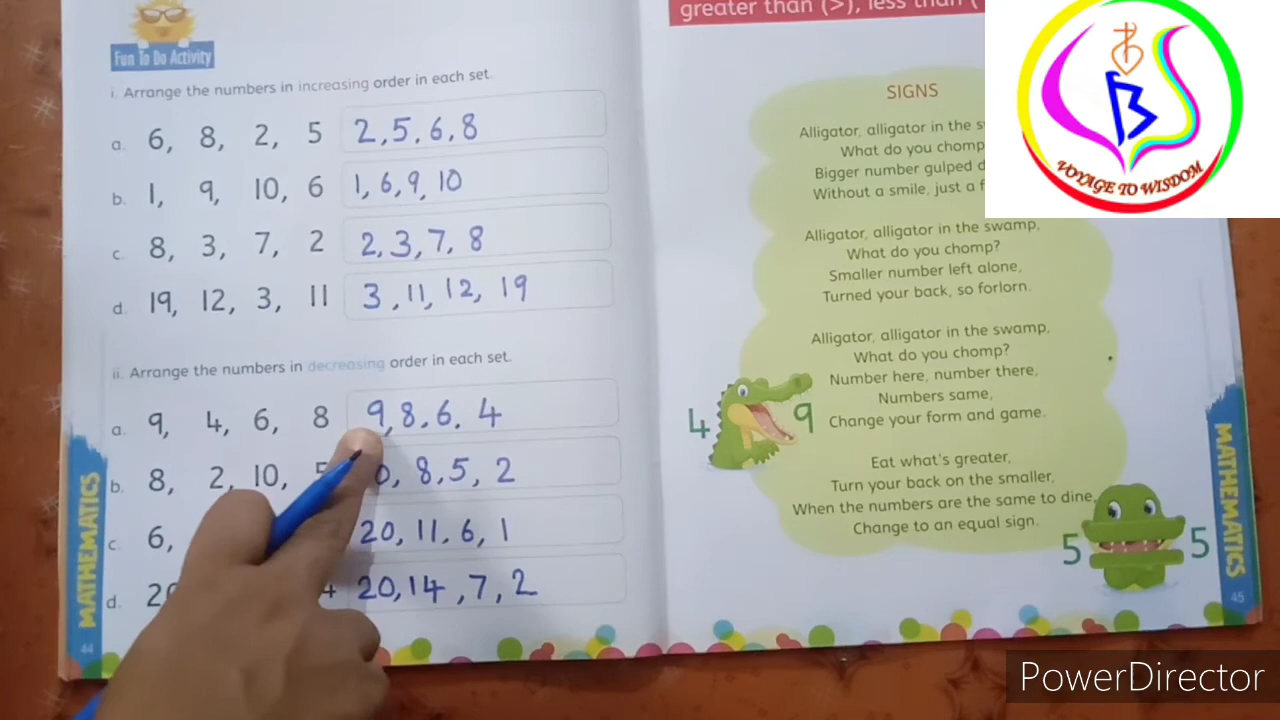 Fun To Do Activity
i. Arrange the numbers in increasing order in each set.
a. 6, 8, 2, 5 2,5,6,8
b. 1, 9, 10, 6 1,6,9,10
c. 8, 3, 7, 2 2,3,7,8
d. 19, 12, 3, 11 3,11,12,19
ii. Arrange the numbers in decreasing order in each set.
a. 9, 4, 6, 8 9,8,6.4
b. 8, 2, 10, 0, 8,5,2
c. 6, 20,11,6,1
d. 20,14,7,2
MATHEMATICS
44
greater than (>), less than
SIGNS
Alligator, alligator in the
What do you chomp
Bigger number gulped
Without a smile, just a
Alligator, alligator in the swamp,
What do you chomp?
Smaller number left alone,
Turned your back, so forlorn.
Alligator, alligator in the swamp,
What do you chomp?
Number here, number there,
Numbers same,
Change your form and game.
Eat what's greater,
Turn your back on the smaller,
When the numbers are the same to dine,
Change to an equal sign.
4 9
5 5
MATHEMATICS
45
VOYAGE TO WISDOM
PowerDirector